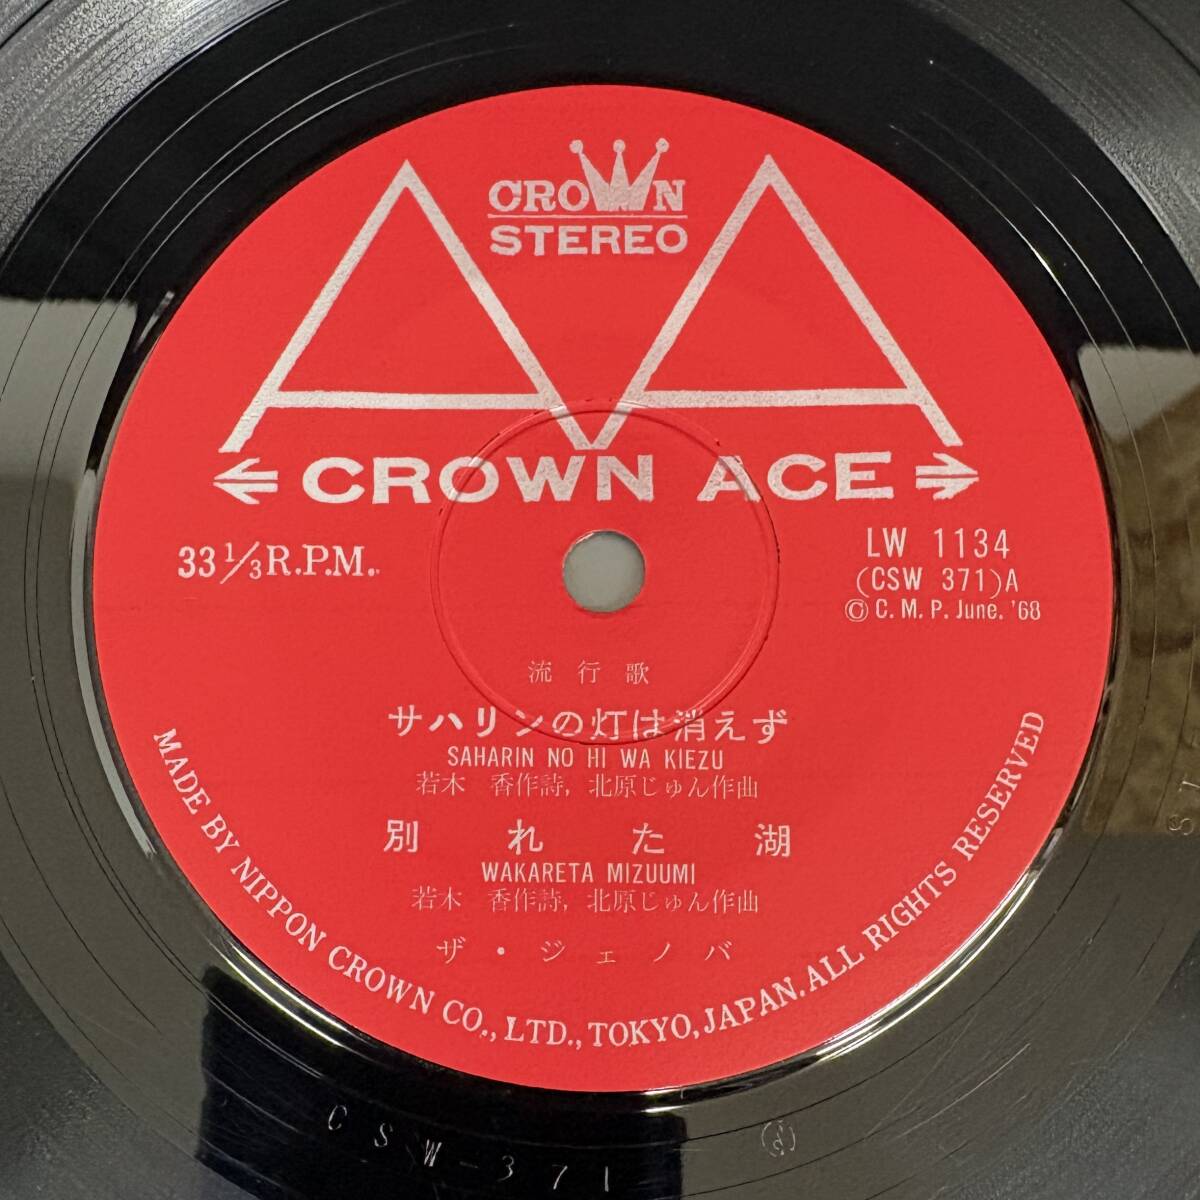 CROWN
STEREO
CROWN ACE
33 1/3 R.P.M.
LW 1134
(CSW 371)A
© C. M. P. June. '68
流行歌
サハリンの灯は消えず
SAHARIN NO HI WA KIEZU
若木 香作詩, 北原じゅん作曲
別れた湖
WAKARETA MIZUUMI
若木 香作詩, 北原じゅん作曲
ザ・ジェノバ
MADE BY NIPPON CROWN CO., LTD., TOKYO, JAPAN. ALL RIGHTS RESERVED
CSW-371